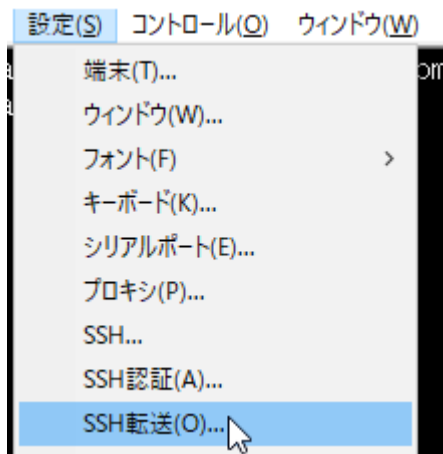 設定(S) コントロール(O) ウィンドウ(W)
端末(T)...
ウィンドウ(W)...
フォント(F) >
キーボード(K)...
シリアルポート(E)...
プロキシ(P)...
SSH...
SSH認証(A)...
SSH転送(O)...